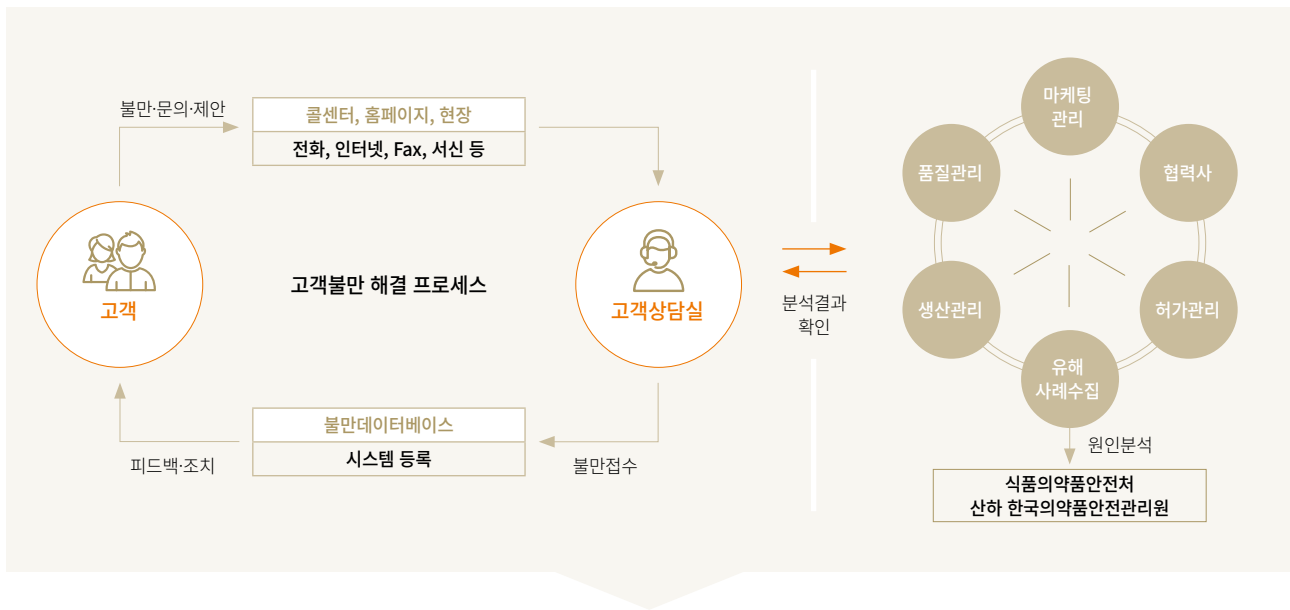 불만·문의·제안
콜센터, 홈페이지, 현장
전화, 인터넷, Fax, 서신 등
고객
고객불만 해결 프로세스
고객상담실
불만데이터베이스
시스템 등록
피드백·조치
불만접수
분석결과
확인
마케팅
관리
품질관리
협력사
생산관리
허가관리
유해
사례수집
원인분석
식품의약품안전처
산하 한국의약품안전관리원